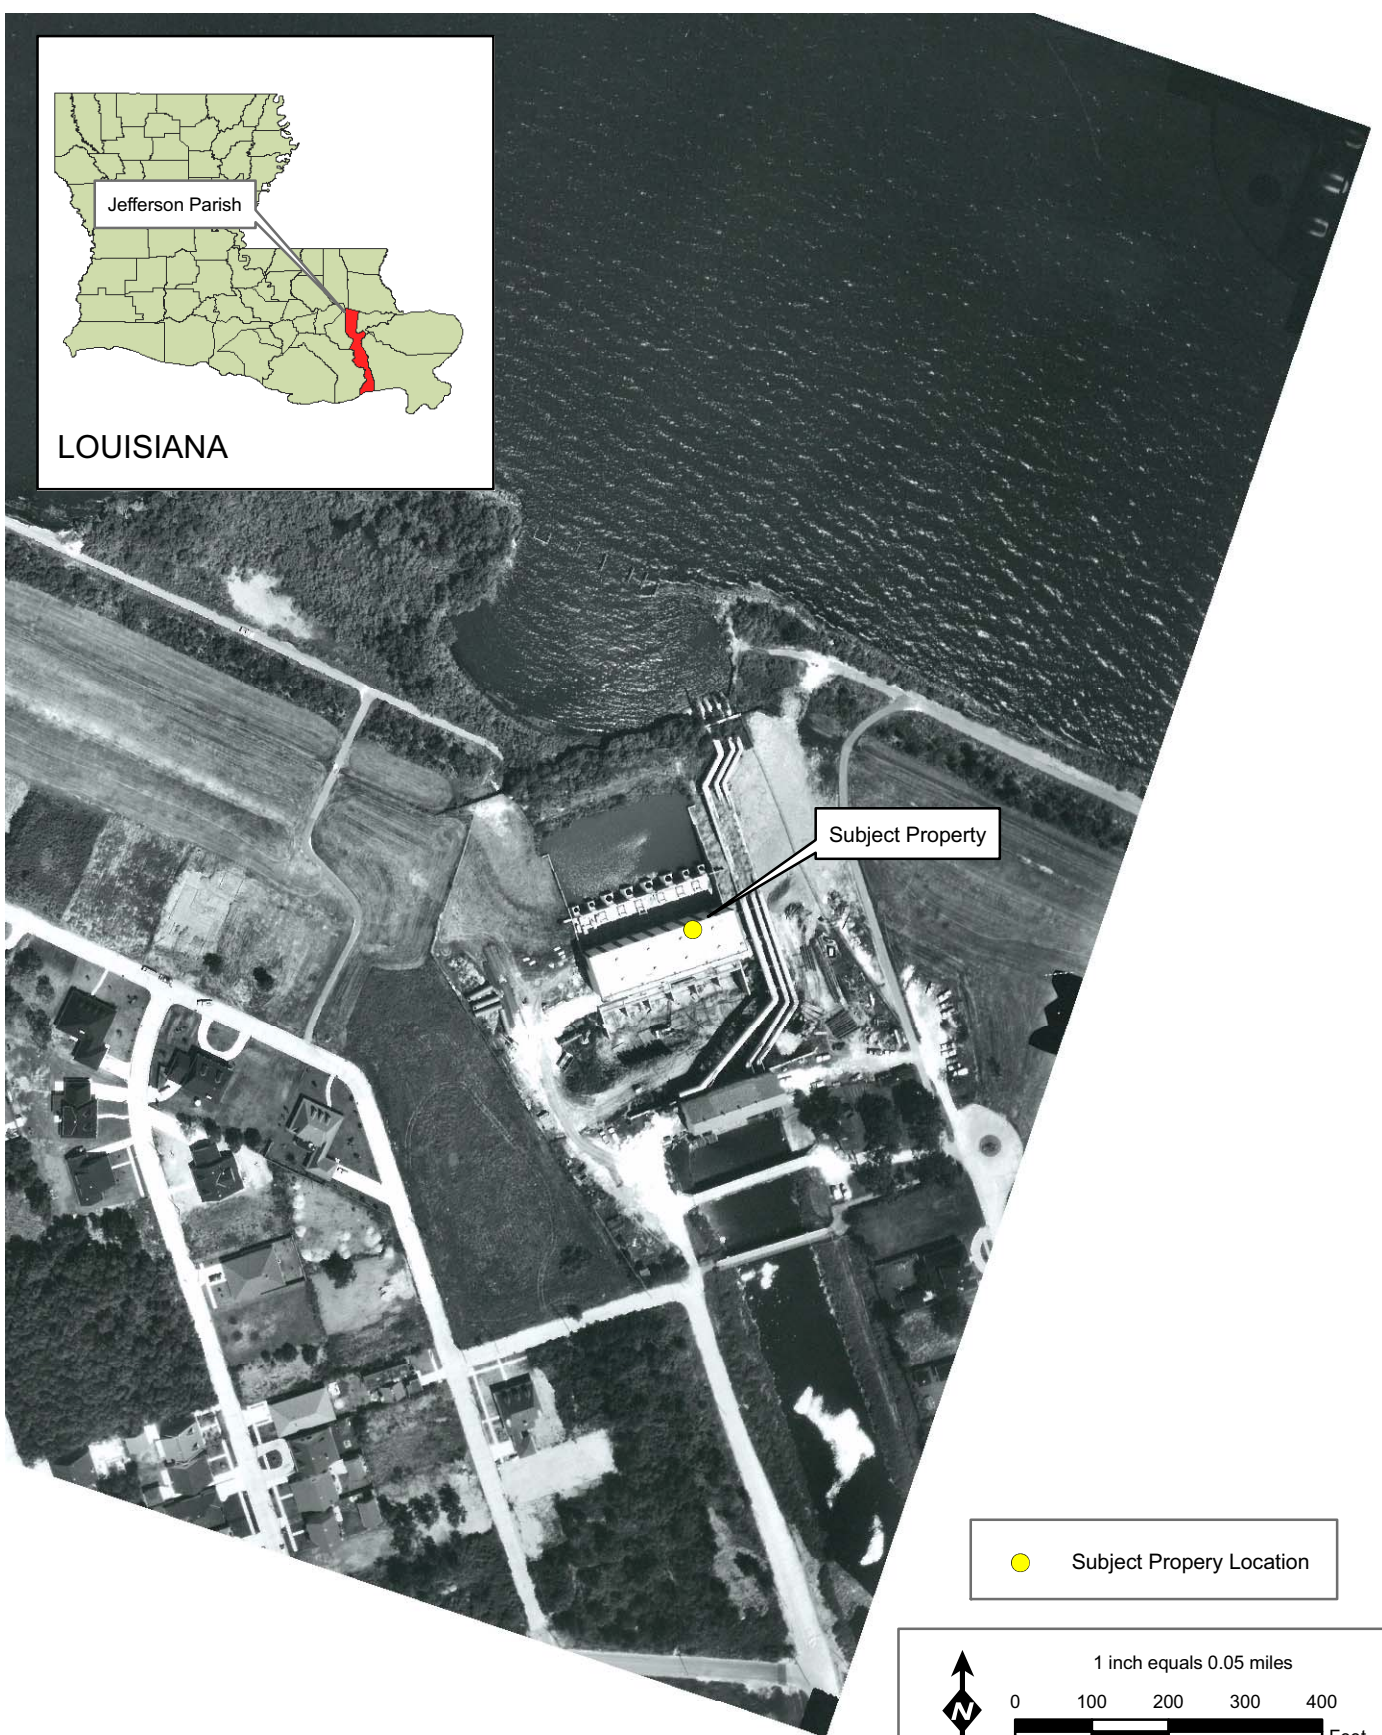 Jefferson Parish
LOUISIANA
Subject Property
Subject Propery Location
1 inch equals 0.05 miles
N
0 100 200 300 400
Feet